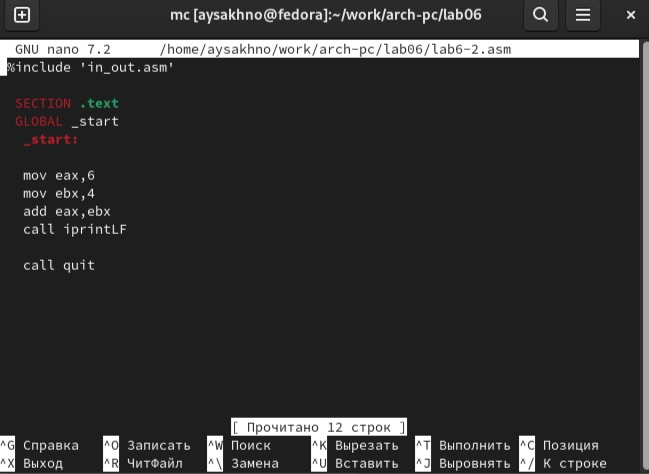 mc [aysakhno@fedora]:~/work/arch-pc/lab06
GNU nano 7.2 /home/aysakhno/work/arch-pc/lab06/lab6-2.asm
%include 'in_out.asm'
SECTION .text
GLOBAL _start
_start:
mov eax,6
mov ebx,4
add eax,ebx
call iprintLF
call quit
[ Прочитано 12 строк ]
^G Справка ^O Записать ^W Поиск ^K Вырезать ^T Выполнить ^C Позиция
^X Выход ^R ЧитФайл ^\ Замена ^U Вставить ^J Выровнять ^/ К строке